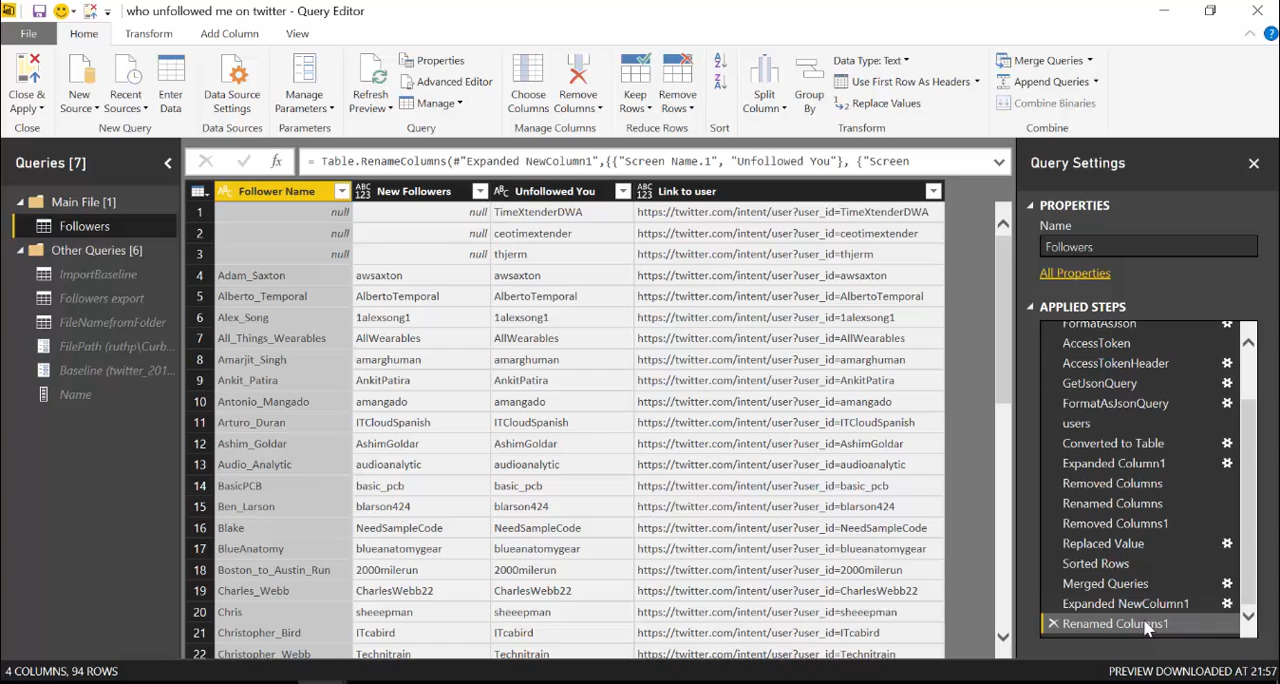 who unfollowed me on twitter - Query Editor
File Home Transform Add Column View
Close & Apply
New Source
Recent Sources
Enter Data
Data Source Settings
Manage Parameters
Refresh Preview
Properties
Advanced Editor
Manage
Choose Columns
Remove Columns
Keep Rows
Remove Rows
Split Column
Group By
Data Type: Text
Use First Row As Headers
Replace Values
Merge Queries
Append Queries
Combine Binaries
Close New Query Data Sources Parameters Query Manage Columns Reduce Rows Sort Transform Combine
Queries [7]
Main File [1]
Followers
Other Queries [6]
ImportBaseline
Followers export
FileNamefromFolder
FilePath (ruthp\Curb...
Baseline (twitter_201...
Name
fx = Table.RenameColumns(#"Expanded NewColumn1",{{"Screen Name.1", "Unfollowed You"}, {"Screen
Follower Name ABC 123 New Followers Unfollowed You ABC 123 Link to user
1 null null TimeXtenderDWA https://twitter.com/intent/user?user_id=TimeXtenderDWA
2 null null ceotimextender https://twitter.com/intent/user?user_id=ceotimextender
3 null null thjerm https://twitter.com/intent/user?user_id=thjerm
4 Adam_Saxton awsaxton awsaxton https://twitter.com/intent/user?user_id=awsaxton
5 Alberto_Temporal AlbertoTemporal AlbertoTemporal https://twitter.com/intent/user?user_id=AlbertoTemporal
6 Alex_Song 1alexsong1 1alexsong1 https://twitter.com/intent/user?user_id=1alexsong1
7 All_Things_Wearables AllWearables AllWearables https://twitter.com/intent/user?user_id=AllWearables
8 Amarjit_Singh amarghuman amarghuman https://twitter.com/intent/user?user_id=amarghuman
9 Ankit_Patira AnkitPatira AnkitPatira https://twitter.com/intent/user?user_id=AnkitPatira
10 Antonio_Mangado amangado amangado https://twitter.com/intent/user?user_id=amangado
11 Arturo_Duran ITCloudSpanish ITCloudSpanish https://twitter.com/intent/user?user_id=ITCloudSpanish
12 Ashim_Goldar AshimGoldar AshimGoldar https://twitter.com/intent/user?user_id=AshimGoldar
13 Audio_Analytic audioanalytic audioanalytic https://twitter.com/intent/user?user_id=audioanalytic
14 BasicPCB basic_pcb basic_pcb https://twitter.com/intent/user?user_id=basic_pcb
15 Ben_Larson blarson424 blarson424 https://twitter.com/intent/user?user_id=blarson424
16 Blake NeedSampleCode NeedSampleCode https://twitter.com/intent/user?user_id=NeedSampleCode
17 BlueAnatomy blueanatomygear blueanatomygear https://twitter.com/intent/user?user_id=blueanatomygear
18 Boston_to_Austin_Run 2000milerun 2000milerun https://twitter.com/intent/user?user_id=2000milerun
19 Charles_Webb CharlesWebb22 CharlesWebb22 https://twitter.com/intent/user?user_id=CharlesWebb22
20 Chris sheeepman sheeepman https://twitter.com/intent/user?user_id=sheeepman
21 Christopher_Bird ITcabird ITcabird https://twitter.com/intent/user?user_id=ITcabird
22 Christopher_Webb Technitrain Technitrain https://twitter.com/intent/user?user_id=Technitrain
Query Settings
PROPERTIES
Name
Followers
All Properties
APPLIED STEPS
FormatAsJson
AccessToken
AccessTokenHeader
GetJsonQuery
FormatAsJsonQuery
users
Converted to Table
Expanded Column1
Removed Columns
Renamed Columns
Removed Columns1
Replaced Value
Sorted Rows
Merged Queries
Expanded NewColumn1
Renamed Columns1
4 COLUMNS, 94 ROWS
PREVIEW DOWNLOADED AT 21:57